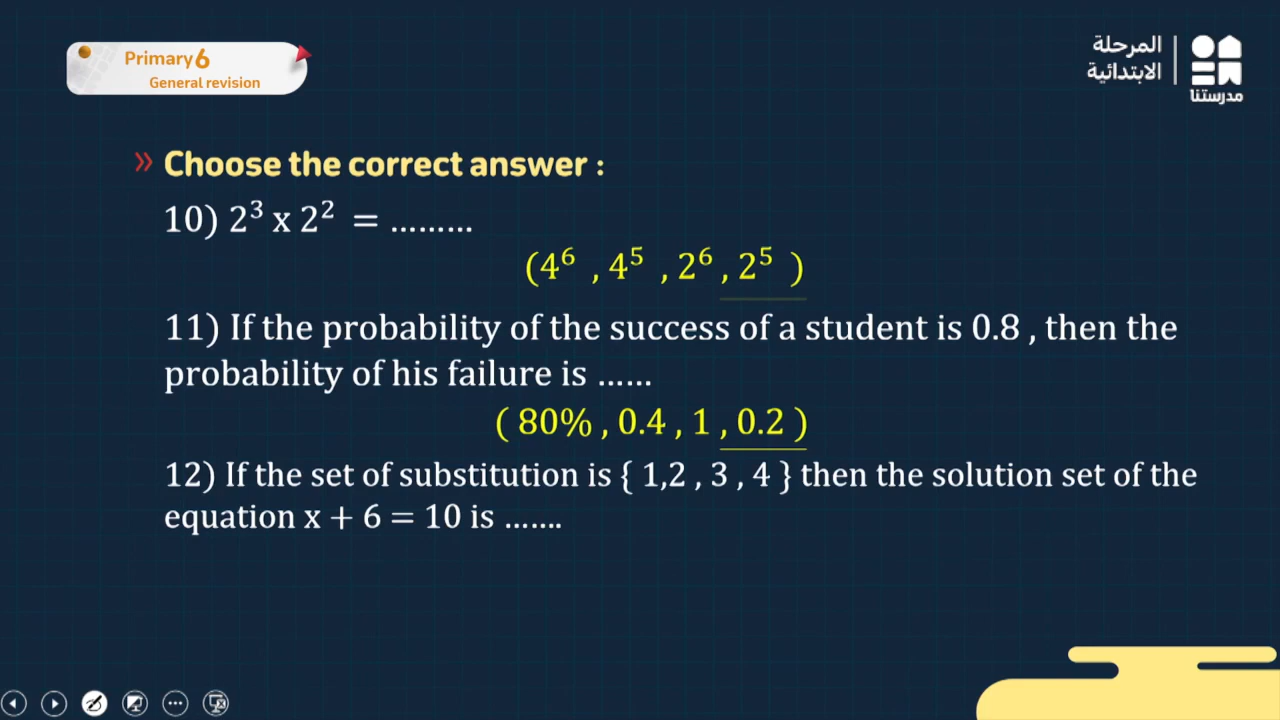 Primary 6
General revision
المرحلة
الابتدائية
مدرستنا
» Choose the correct answer :
10) 2³ x 2² = .........
(4⁶ , 4⁵ , 2⁶ , 2⁵ )
11) If the probability of the success of a student is 0.8 , then the
probability of his failure is ......
( 80% , 0.4 , 1 , 0.2 )
12) If the set of substitution is { 1,2 , 3 , 4 } then the solution set of the
equation x + 6 = 10 is .......